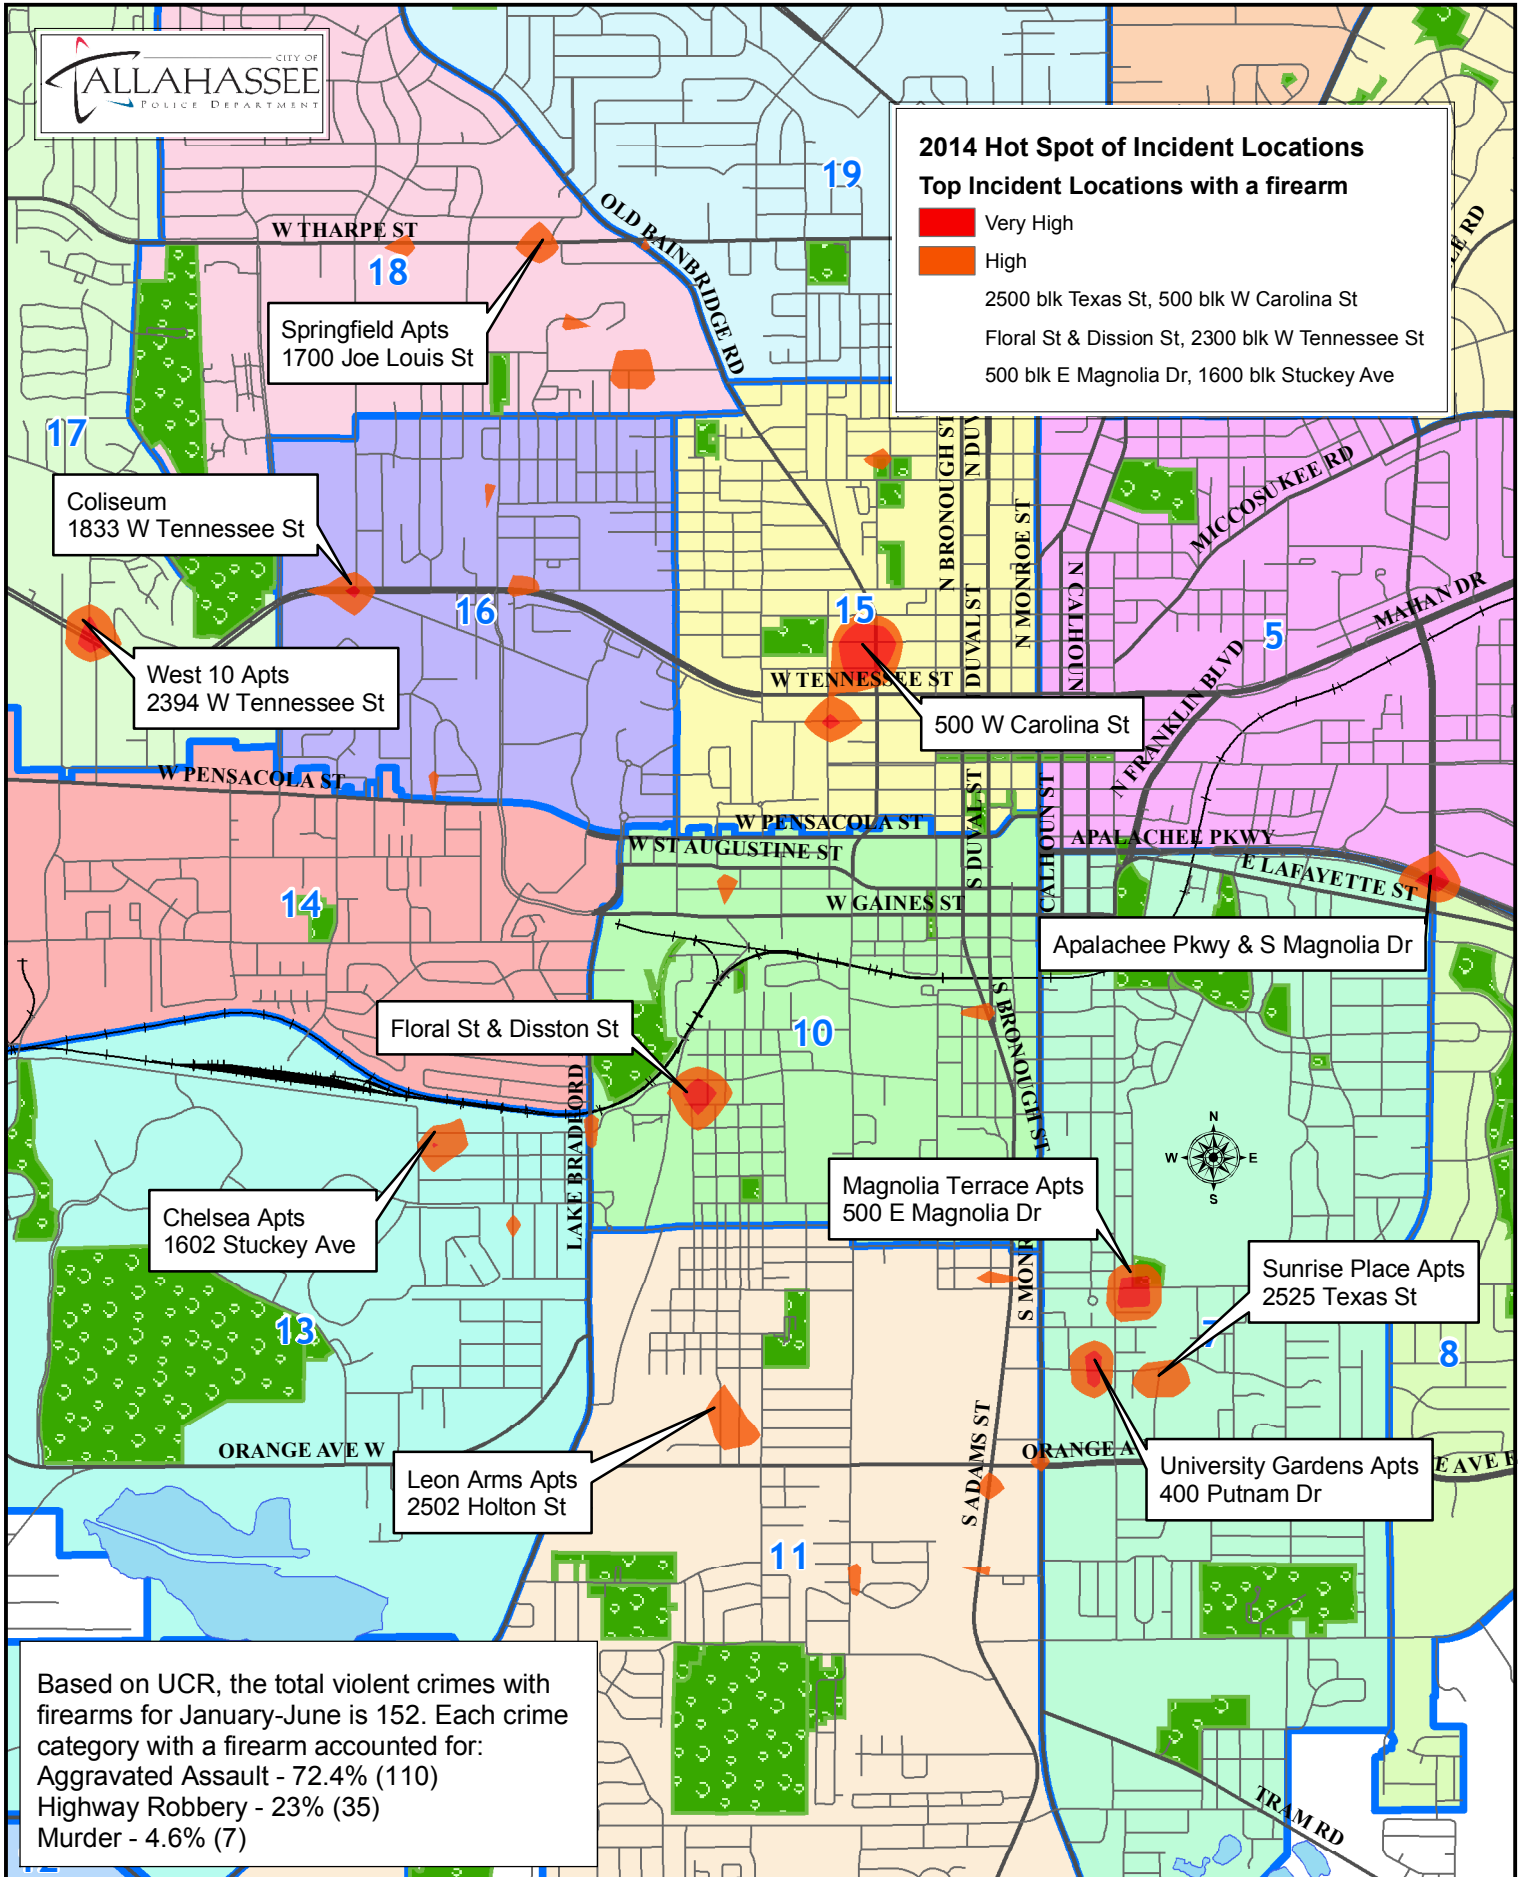 CITY OF
TALLAHASSEE
POLICE DEPARTMENT
2014 Hot Spot of Incident Locations
Top Incident Locations with a firearm
Very High
High
2500 blk Texas St, 500 blk W Carolina St
Floral St & Dission St, 2300 blk W Tennessee St
500 blk E Magnolia Dr, 1600 blk Stuckey Ave
19
W THARPE ST
OLD BAINBRIDGE RD
LE RD
18
Springfield Apts
1700 Joe Louis St
17
N BRONOUGH ST
N DUV
MICCOSUKEE RD
Coliseum
1833 W Tennessee St
N MONROE ST
N CALHOUN
MAHAN DR
16
15
5
DUVAL ST
West 10 Apts
2394 W Tennessee St
W TENNESSEE ST
N FRANKLIN BLVD
500 W Carolina St
W PENSACOLA ST
S DUVAL ST
CALHOUN ST
W PENSACOLA ST
APALACHEE PKWY
W ST AUGUSTINE ST
E LAFAYETTE ST
14
W GAINES ST
Apalachee Pkwy & S Magnolia Dr
Floral St & Disston St
10
S BRONOUGH ST
LAKE BRADFORD
N
W E
S
Magnolia Terrace Apts
500 E Magnolia Dr
Chelsea Apts
1602 Stuckey Ave
S MONR
Sunrise Place Apts
2525 Texas St
13
7
8
ORANGE AVE W
S ADAMS ST
ORANGE A
E AVE E
Leon Arms Apts
2502 Holton St
University Gardens Apts
400 Putnam Dr
11
Based on UCR, the total violent crimes with
firearms for January-June is 152. Each crime
category with a firearm accounted for:
Aggravated Assault - 72.4% (110)
Highway Robbery - 23% (35)
Murder - 4.6% (7)
TRAM RD
12